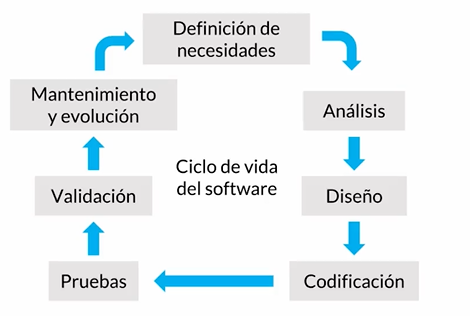 Definición de
necesidades
Mantenimiento
y evolución
Análisis
Ciclo de vida
del software
Validación
Diseño
Pruebas
Codificación